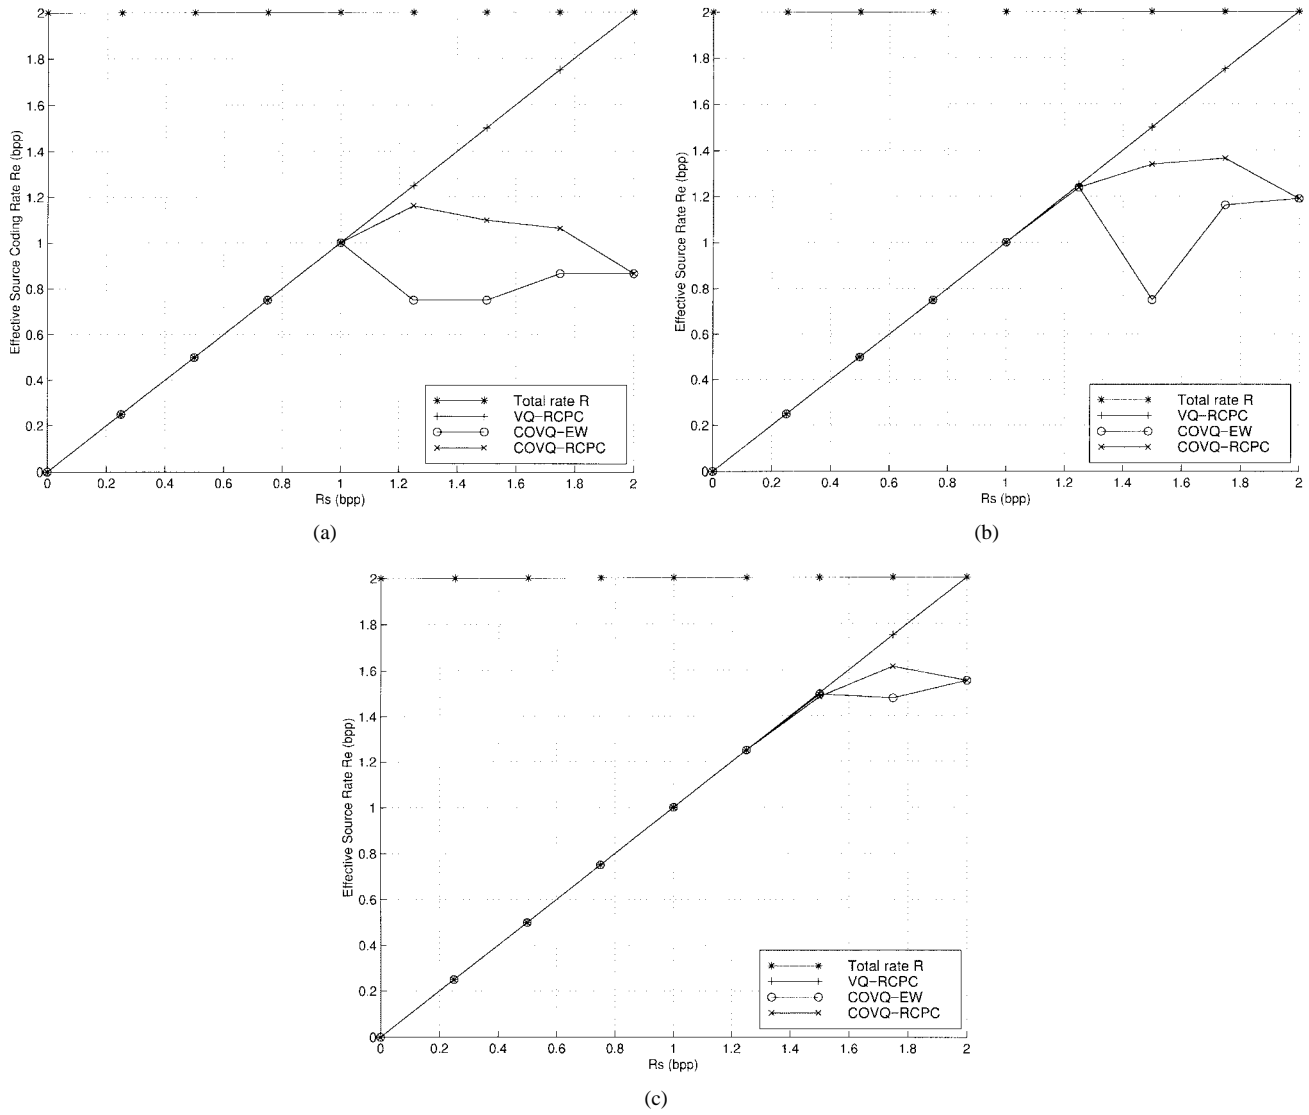 2
1.8
1.6
1.4
1.2
1
0.8
0.6
0.4
0.2
0
Effective Source Coding Rate Re (bpp)
0 0.2 0.4 0.6 0.8 1 1.2 1.4 1.6 1.8 2
Rs (bpp)
Total rate R
VQ-RCPC
COVQ-EW
COVQ-RCPC
(a)
2
1.8
1.6
1.4
1.2
1
0.8
0.6
0.4
0.2
0
Effective Source Rate Re (bpp)
0 0.2 0.4 0.6 0.8 1 1.2 1.4 1.6 1.8 2
Rs (bpp)
Total rate R
VQ-RCPC
COVQ-EW
COVQ-RCPC
(b)
2
1.8
1.6
1.4
1.2
1
0.8
0.6
0.4
0.2
0
Effective Source Rate Re (bpp)
0 0.2 0.4 0.6 0.8 1 1.2 1.4 1.6 1.8 2
Rs (bpp)
Total rate R
VQ-RCPC
COVQ-EW
COVQ-RCPC
(c)